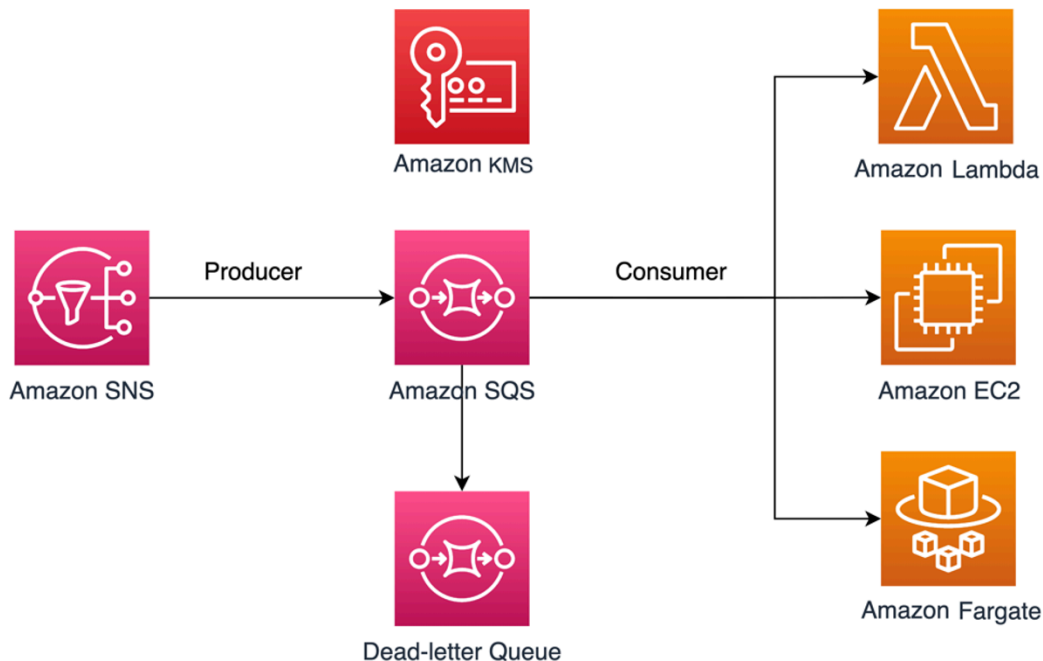 Amazon KMS
Amazon Lambda
Producer
Consumer
Amazon SNS
Amazon SQS
Amazon EC2
Amazon Fargate
Dead-letter Queue